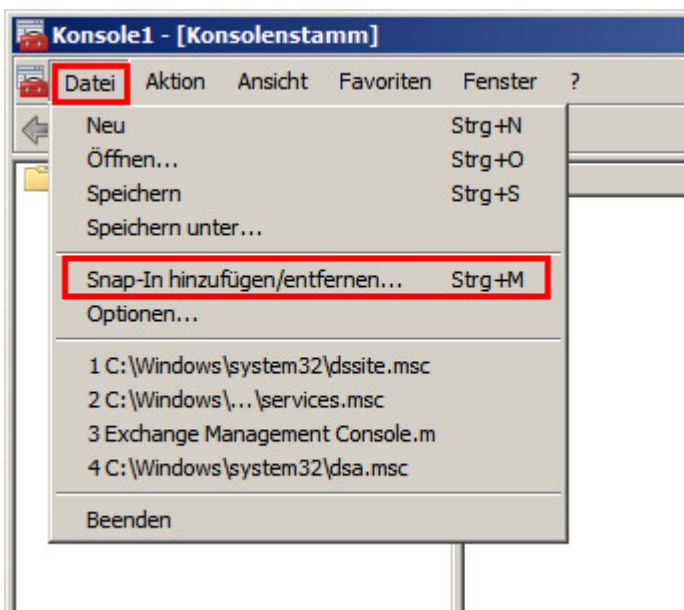 Konsole1 - [Konsolenstamm]
Datei Aktion Ansicht Favoriten Fenster ?
Neu Strg+N
Öffnen... Strg+O
Speichern Strg+S
Speichern unter...
Snap-In hinzufügen/entfernen... Strg+M
Optionen...
1 C:\Windows\system32\dssite.msc
2 C:\Windows\...\services.msc
3 Exchange Management Console.m
4 C:\Windows\system32\dsa.msc
Beenden